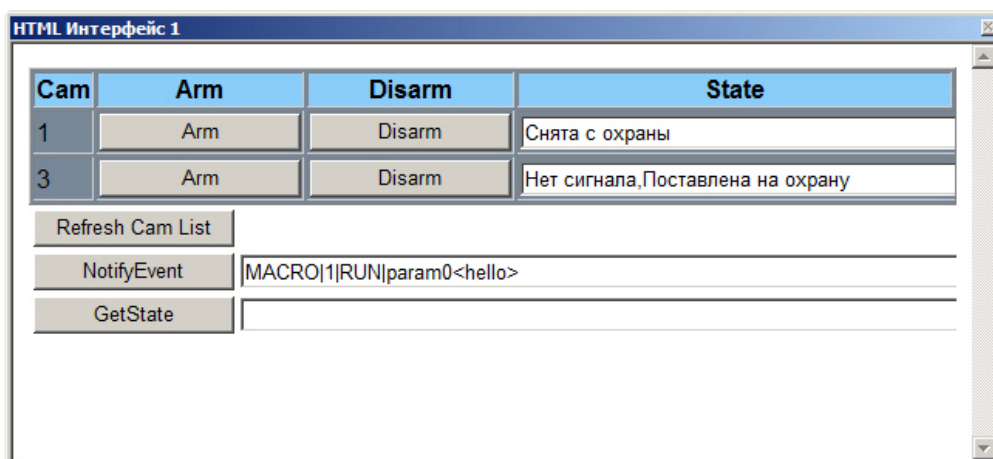 HTML Интерфейс 1
Cam Arm Disarm State
1 Arm Disarm Снята с охраны
3 Arm Disarm Нет сигнала,Поставлена на охрану
Refresh Cam List
NotifyEvent MACRO|1|RUN|param0<hello>
GetState